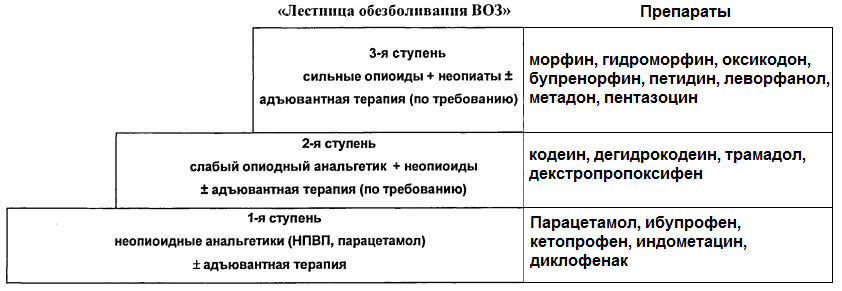 «Лестница обезболивания ВОЗ»
Препараты
3-я ступень
сильные опиоиды + неопиаты ±
адъювантная терапия (по требованию)
морфин, гидроморфин, оксикодон,
бупренорфин, петидин, леворфанол,
метадон, пентазоцин
2-я ступень
слабый опиодный анальгетик + неопиоиды
± адъювантная терапия (по требованию)
кодеин, дегидрокодеин, трамадол,
декстропропоксифен
1-я ступень
неопиоидные анальгетики (НПВП, парацетамол)
± адъювантная терапия
Парацетамол, ибупрофен,
кетопрофен, индометацин,
диклофенак